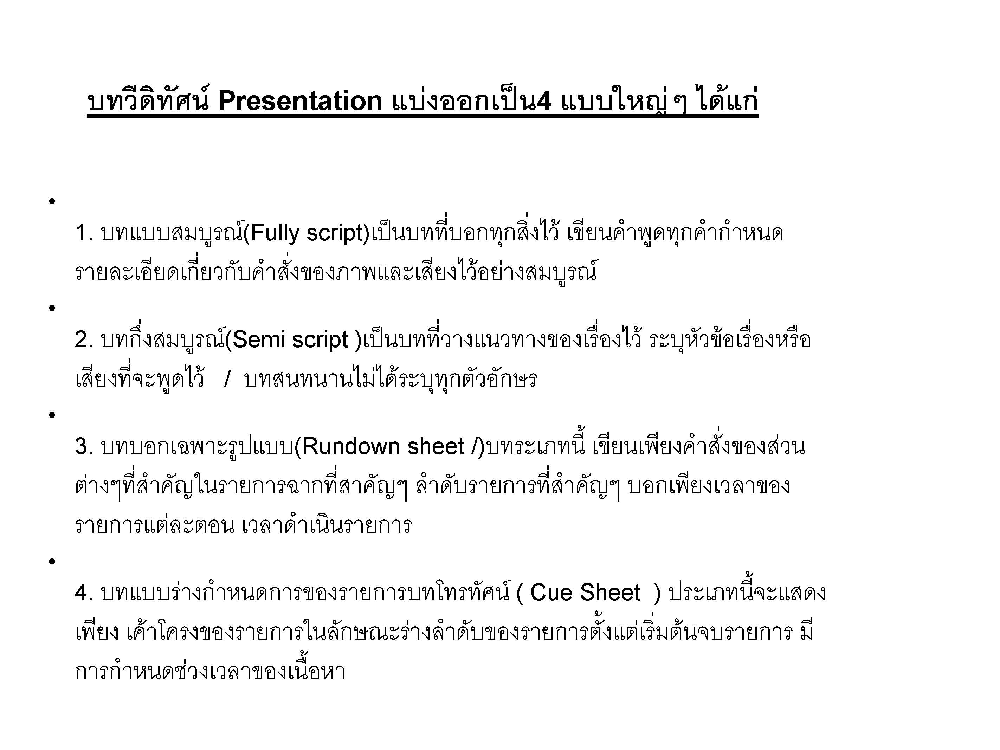 บทวีดิทัศน์ Presentation แบ่งออกเป็น4 แบบใหญ่ๆ ได้แก่
•
1. บทแบบสมบูรณ์(Fully script)เป็นบทที่บอกทุกสิ่งไว้ เขียนคำพูดทุกคำกำหนด
รายละเอียดเกี่ยวกับคำสั่งของภาพและเสียงไว้อย่างสมบูรณ์
•
2. บทกึ่งสมบูรณ์(Semi script )เป็นบทที่วางแนวทางของเรื่องไว้ ระบุหัวข้อเรื่องหรือ
เสียงที่จะพูดไว้ / บทสนทนานไม่ได้ระบุทุกตัวอักษร
•
3. บทบอกเฉพาะรูปแบบ(Rundown sheet /)บทระเภทนี้ เขียนเพียงคำสั่งของส่วน
ต่างๆที่สำคัญในรายการฉากที่สาคัญๆ ลำดับรายการที่สำคัญๆ บอกเพียงเวลาของ
รายการแต่ละตอน เวลาดำเนินรายการ
•
4. บทแบบร่างกำหนดการของรายการบทโทรทัศน์ ( Cue Sheet ) ประเภทนี้จะแสดง
เพียง เค้าโครงของรายการในลักษณะร่างลำดับของรายการตั้งแต่เริ่มต้นจบรายการ มี
การกำหนดช่วงเวลาของเนื้อหา